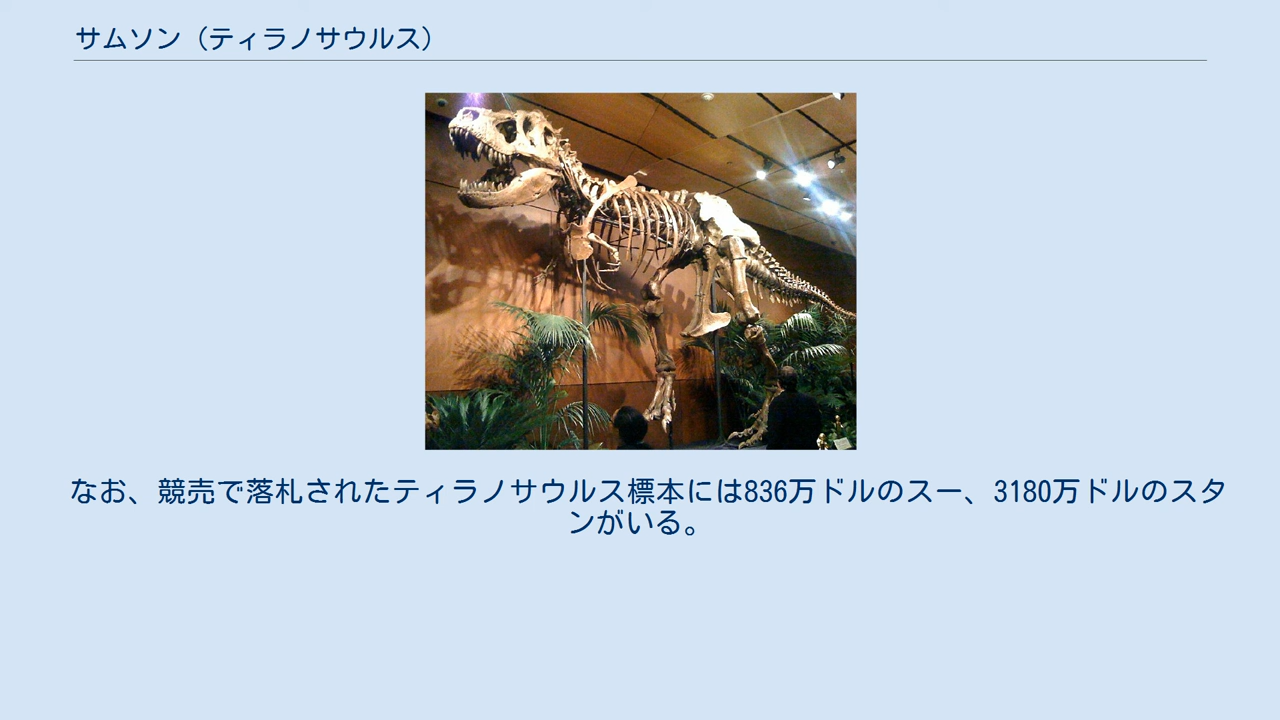 サムソン（ティラノサウルス）
なお、競売で落札されたティラノサウルス標本には836万ドルのスー、3180万ドルのスタ
ンがいる。